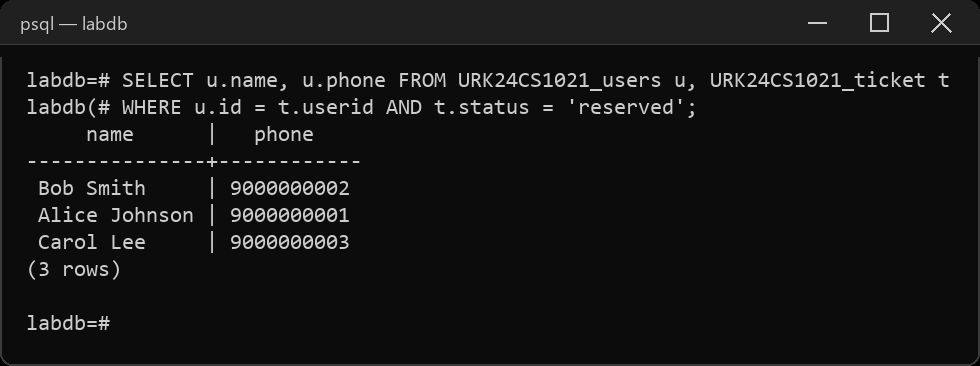 psql — labdb
labdb=# SELECT u.name, u.phone FROM URK24CS1021_users u, URK24CS1021_ticket t
labdb(# WHERE u.id = t.userid AND t.status = 'reserved';
     name      |   phone
---------------+------------
 Bob Smith     | 9000000002
 Alice Johnson | 9000000001
 Carol Lee     | 9000000003
(3 rows)
labdb=#